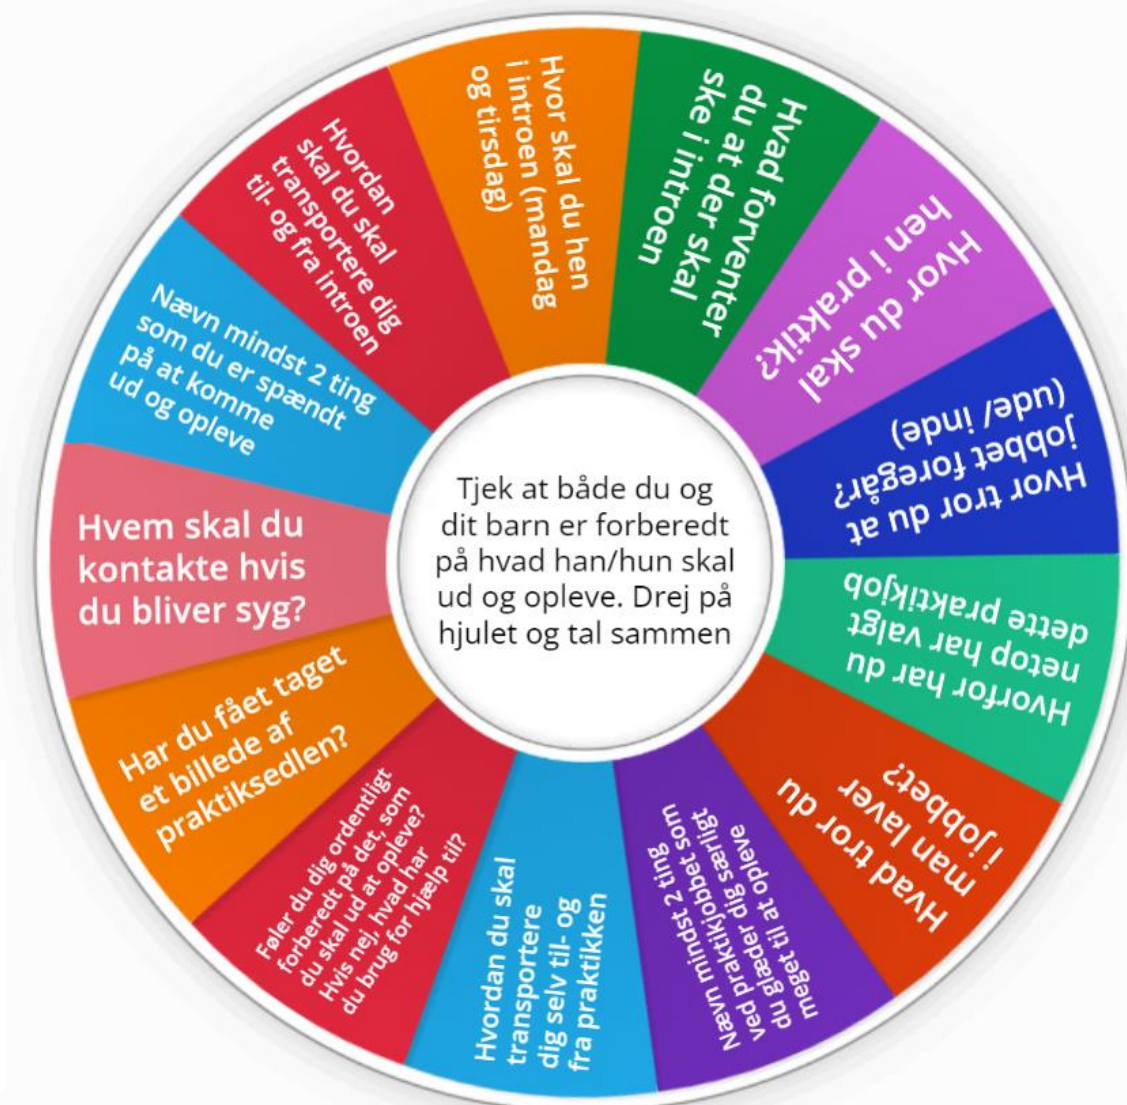 Hvor skal du hen
i introen (mandag
og tirsdag)
Hvad forventer
du at der skal
ske i introen
Hvor du skal
hen i praktik?
Hvor tror du at
jobbet foregår?
(ude/ inde)
Hvorfor har du
netop har valgt
dette praktikjob
Hvad tror du
man laver
i jobbet?
Nævn mindst 2 ting
ved praktikjobbet som
du glæder dig særligt
meget til at opleve
Hvordan du skal
transportere
dig selv til- og
fra praktikken
Føler du dig ordentligt
forberedt på det, som
du skal ud at opleve?
Hvis nej, hvad har
du brug for hjælp til?
Har du fået taget
et billede af
praktiksedlen?
Hvem skal du
kontakte hvis
du bliver syg?
Nævn mindst 2 ting
som du er spændt
på at komme
ud og opleve
Hvordan
skal du skal
transportere dig
til- og fra introen
Tjek at både du og
dit barn er forberedt
på hvad han/hun skal
ud og opleve. Drej på
hjulet og tal sammen